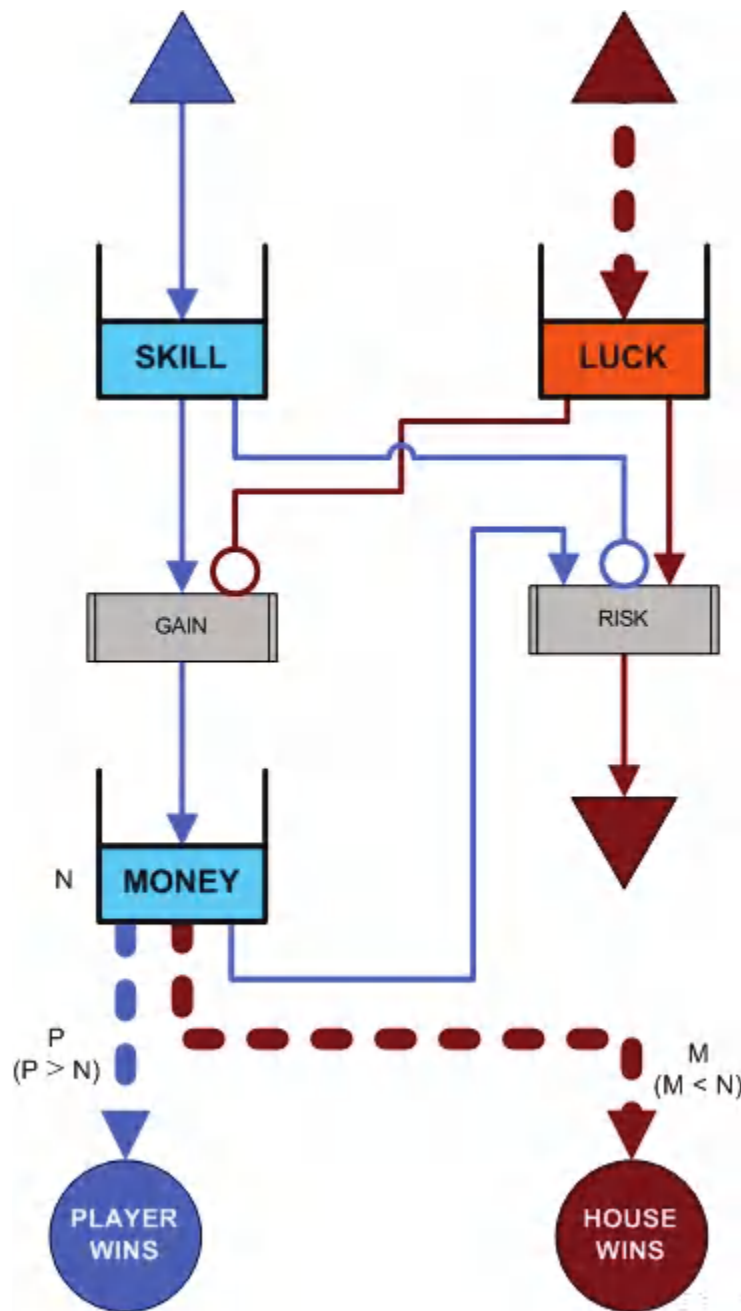 SKILL
LUCK
GAIN
RISK
N
MONEY
P
(P > N)
M
(M < N)
PLAYER
WINS
HOUSE
WINS